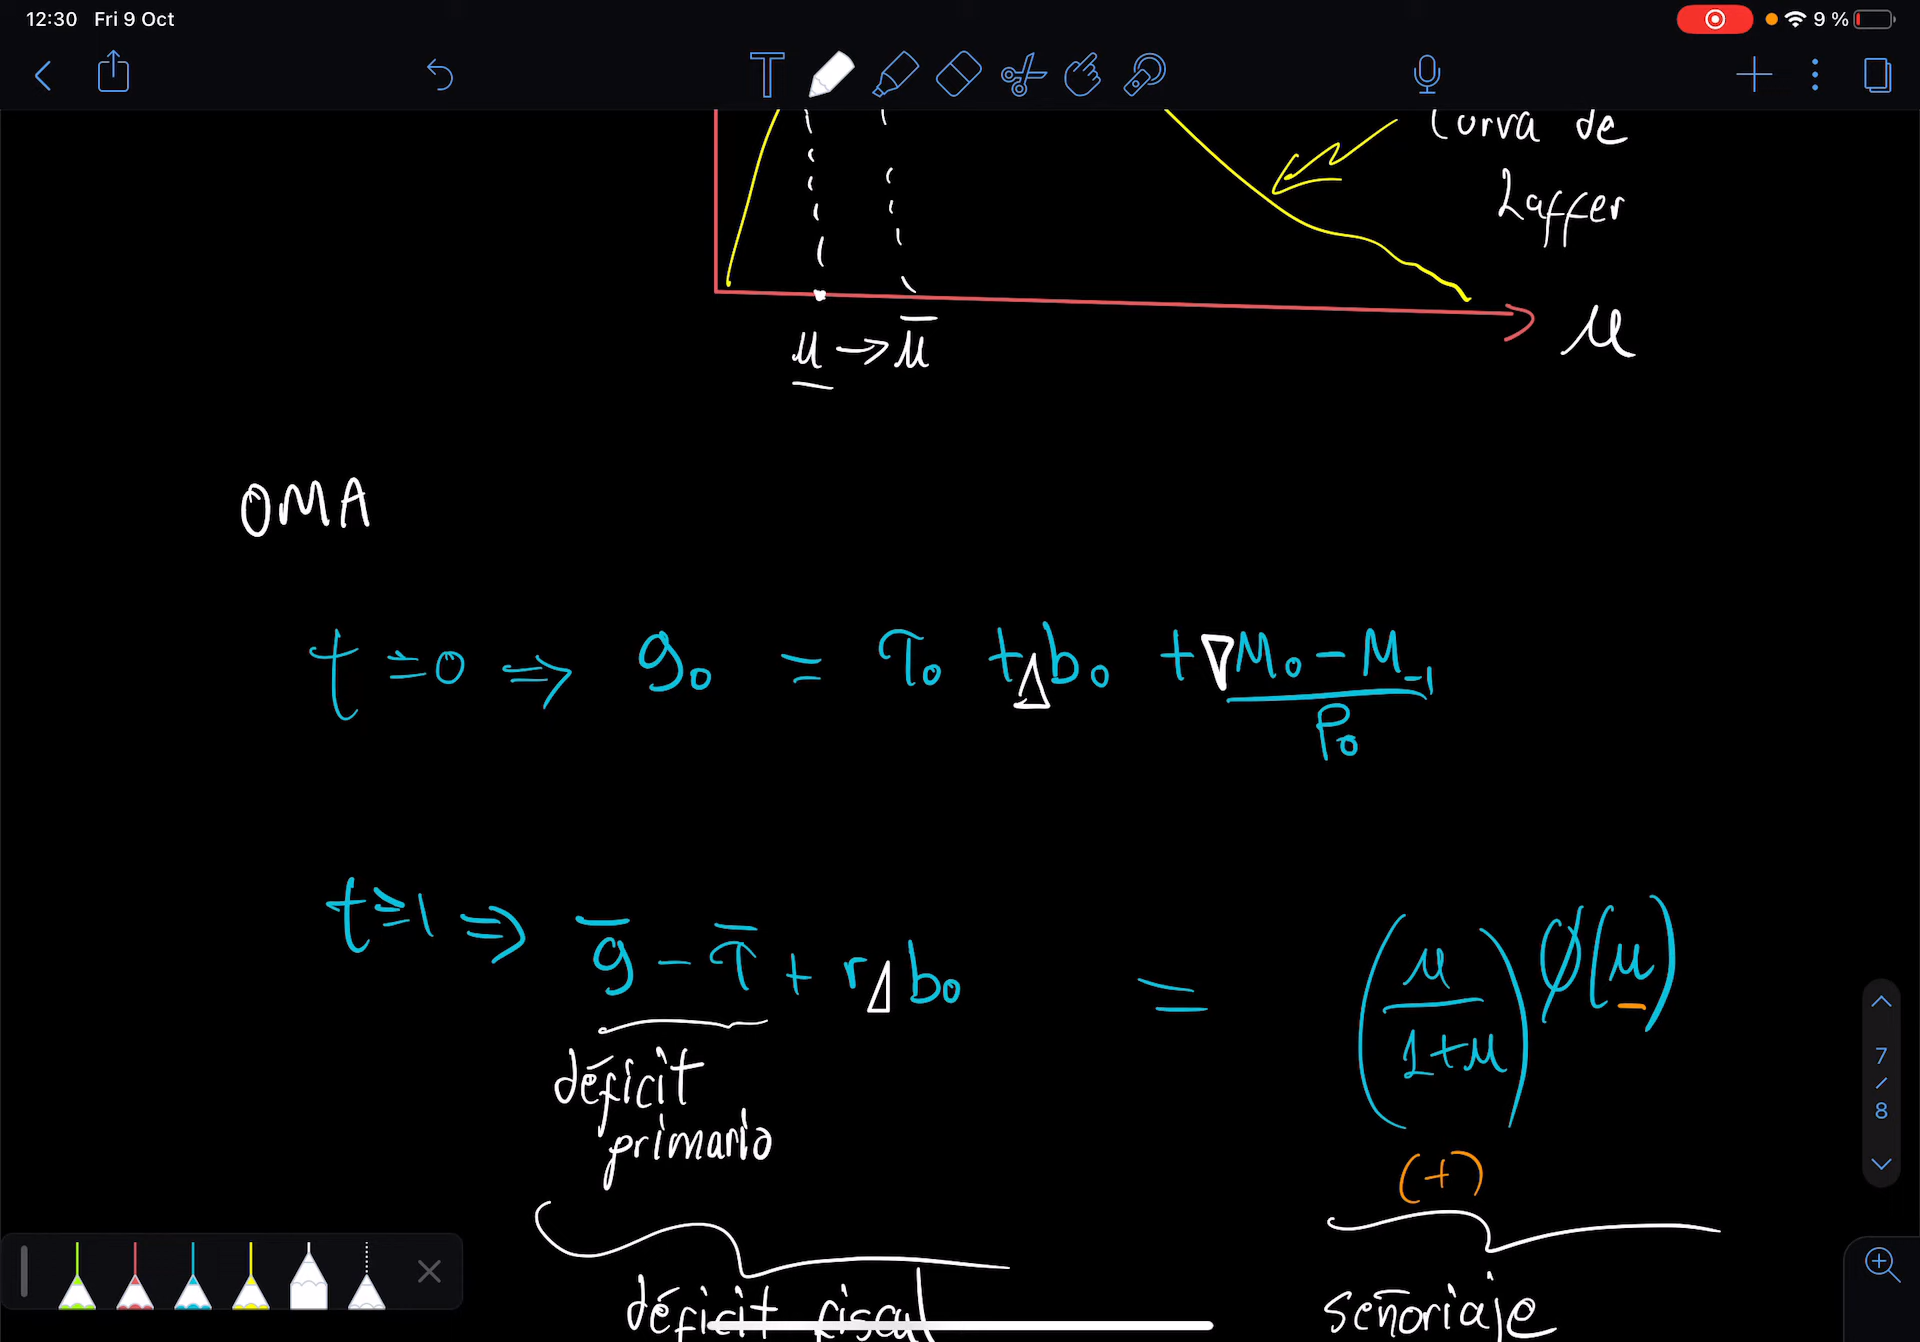 12:30 Fri 9 Oct 9 %
T
Curva de
Laffer
μ → μ̅
μ
OMA
t=0 ⇒ g₀ = τ₀ + Δb₀ + ∇M₀ - M₋₁
P₀
t≥1 ⇒ g̅ - τ̅ + rΔb₀ = (μ / 1+μ) φ(μ)
déficit
primario
(+)
déficit fiscal
señoriaje
7
/
8